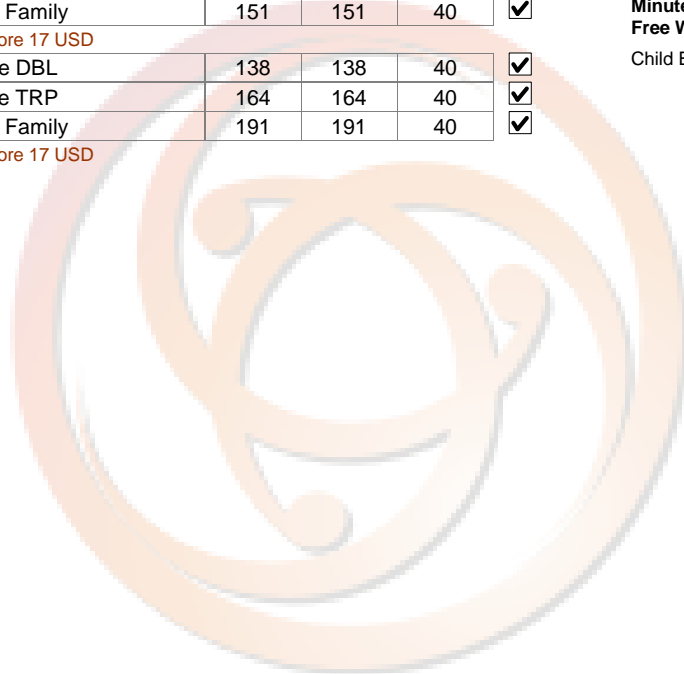 Family 151 151 40
ore 17 USD
e DBL 138 138 40
e TRP 164 164 40
Family 191 191 40
ore 17 USD
Minute
Free W
Child B